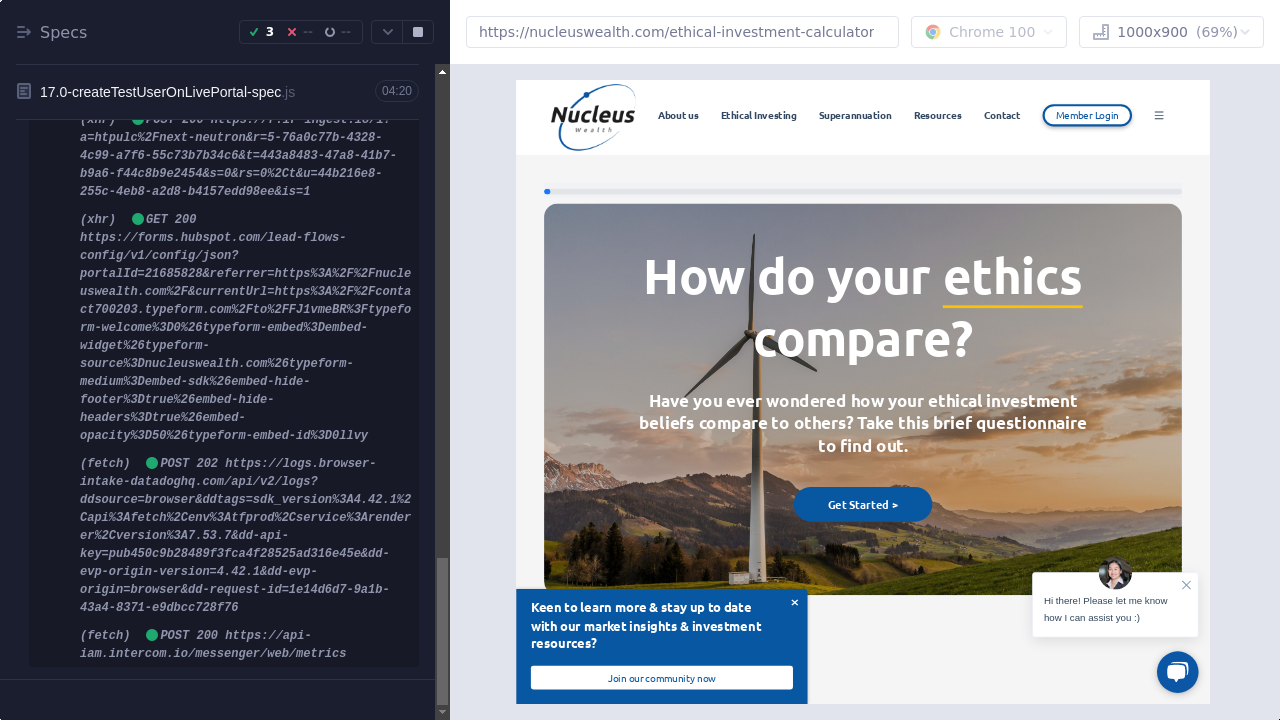 Specs
3
--
--
https://nucleuswealth.com/ethical-investment-calculator
Chrome 100
1000x900 (69%)
17.0-createTestUserOnLivePortal-spec.js
04:20
a=htpulc%2Fnext-neutron&r=5-76a0c77b-4328-
4c99-a7f6-55c73b7b34c6&t=443a8483-47a8-41b7-
b9a6-f44c8b9e2454&s=0&rs=0%2Ct&u=44b216e8-
255c-4eb8-a2d8-b4157edd98ee&is=1
(xhr) GET 200
https://forms.hubspot.com/lead-flows-
config/v1/config/json?
portalId=21685828&referrer=https%3A%2F%2Fnucle
uswealth.com%2F&currentUrl=https%3A%2F%2Fconta
ct700203.typeform.com%2Fto%2FFJ1vmeBR%3Ftypefo
rm-welcome%3D0%26typeform-embed%3Dembed-
widget%26typeform-
source%3Dnucleuswealth.com%26typeform-
medium%3Dembed-sdk%26embed-hide-
footer%3Dtrue%26embed-hide-
headers%3Dtrue%26embed-
opacity%3D50%26typeform-embed-id%3D0llvy
(fetch) POST 202 https://logs.browser-
intake-datadoghq.com/api/v2/logs?
ddsource=browser&ddtags=sdk_version%3A4.42.1%2
Capi%3Afetch%2Cenv%3Atfprod%2Cservice%3Arender
er%2Cversion%3A7.53.7&dd-api-
key=pub450c9b28489f3fca4f28525ad316e45e&dd-
evp-origin-version=4.42.1&dd-evp-
origin=browser&dd-request-id=1e14d6d7-9a1b-
43a4-8371-e9dbcc728f76
(fetch) POST 200 https://api-
iam.intercom.io/messenger/web/metrics
Nucleus
Wealth
About us
Ethical Investing
Superannuation
Resources
Contact
Member Login
How do your ethics
compare?
Have you ever wondered how your ethical investment
beliefs compare to others? Take this brief questionnaire
to find out.
Get Started >
Keen to learn more & stay up to date
with our market insights & investment
resources?
×
Join our community now
Hi there! Please let me know
how I can assist you :)